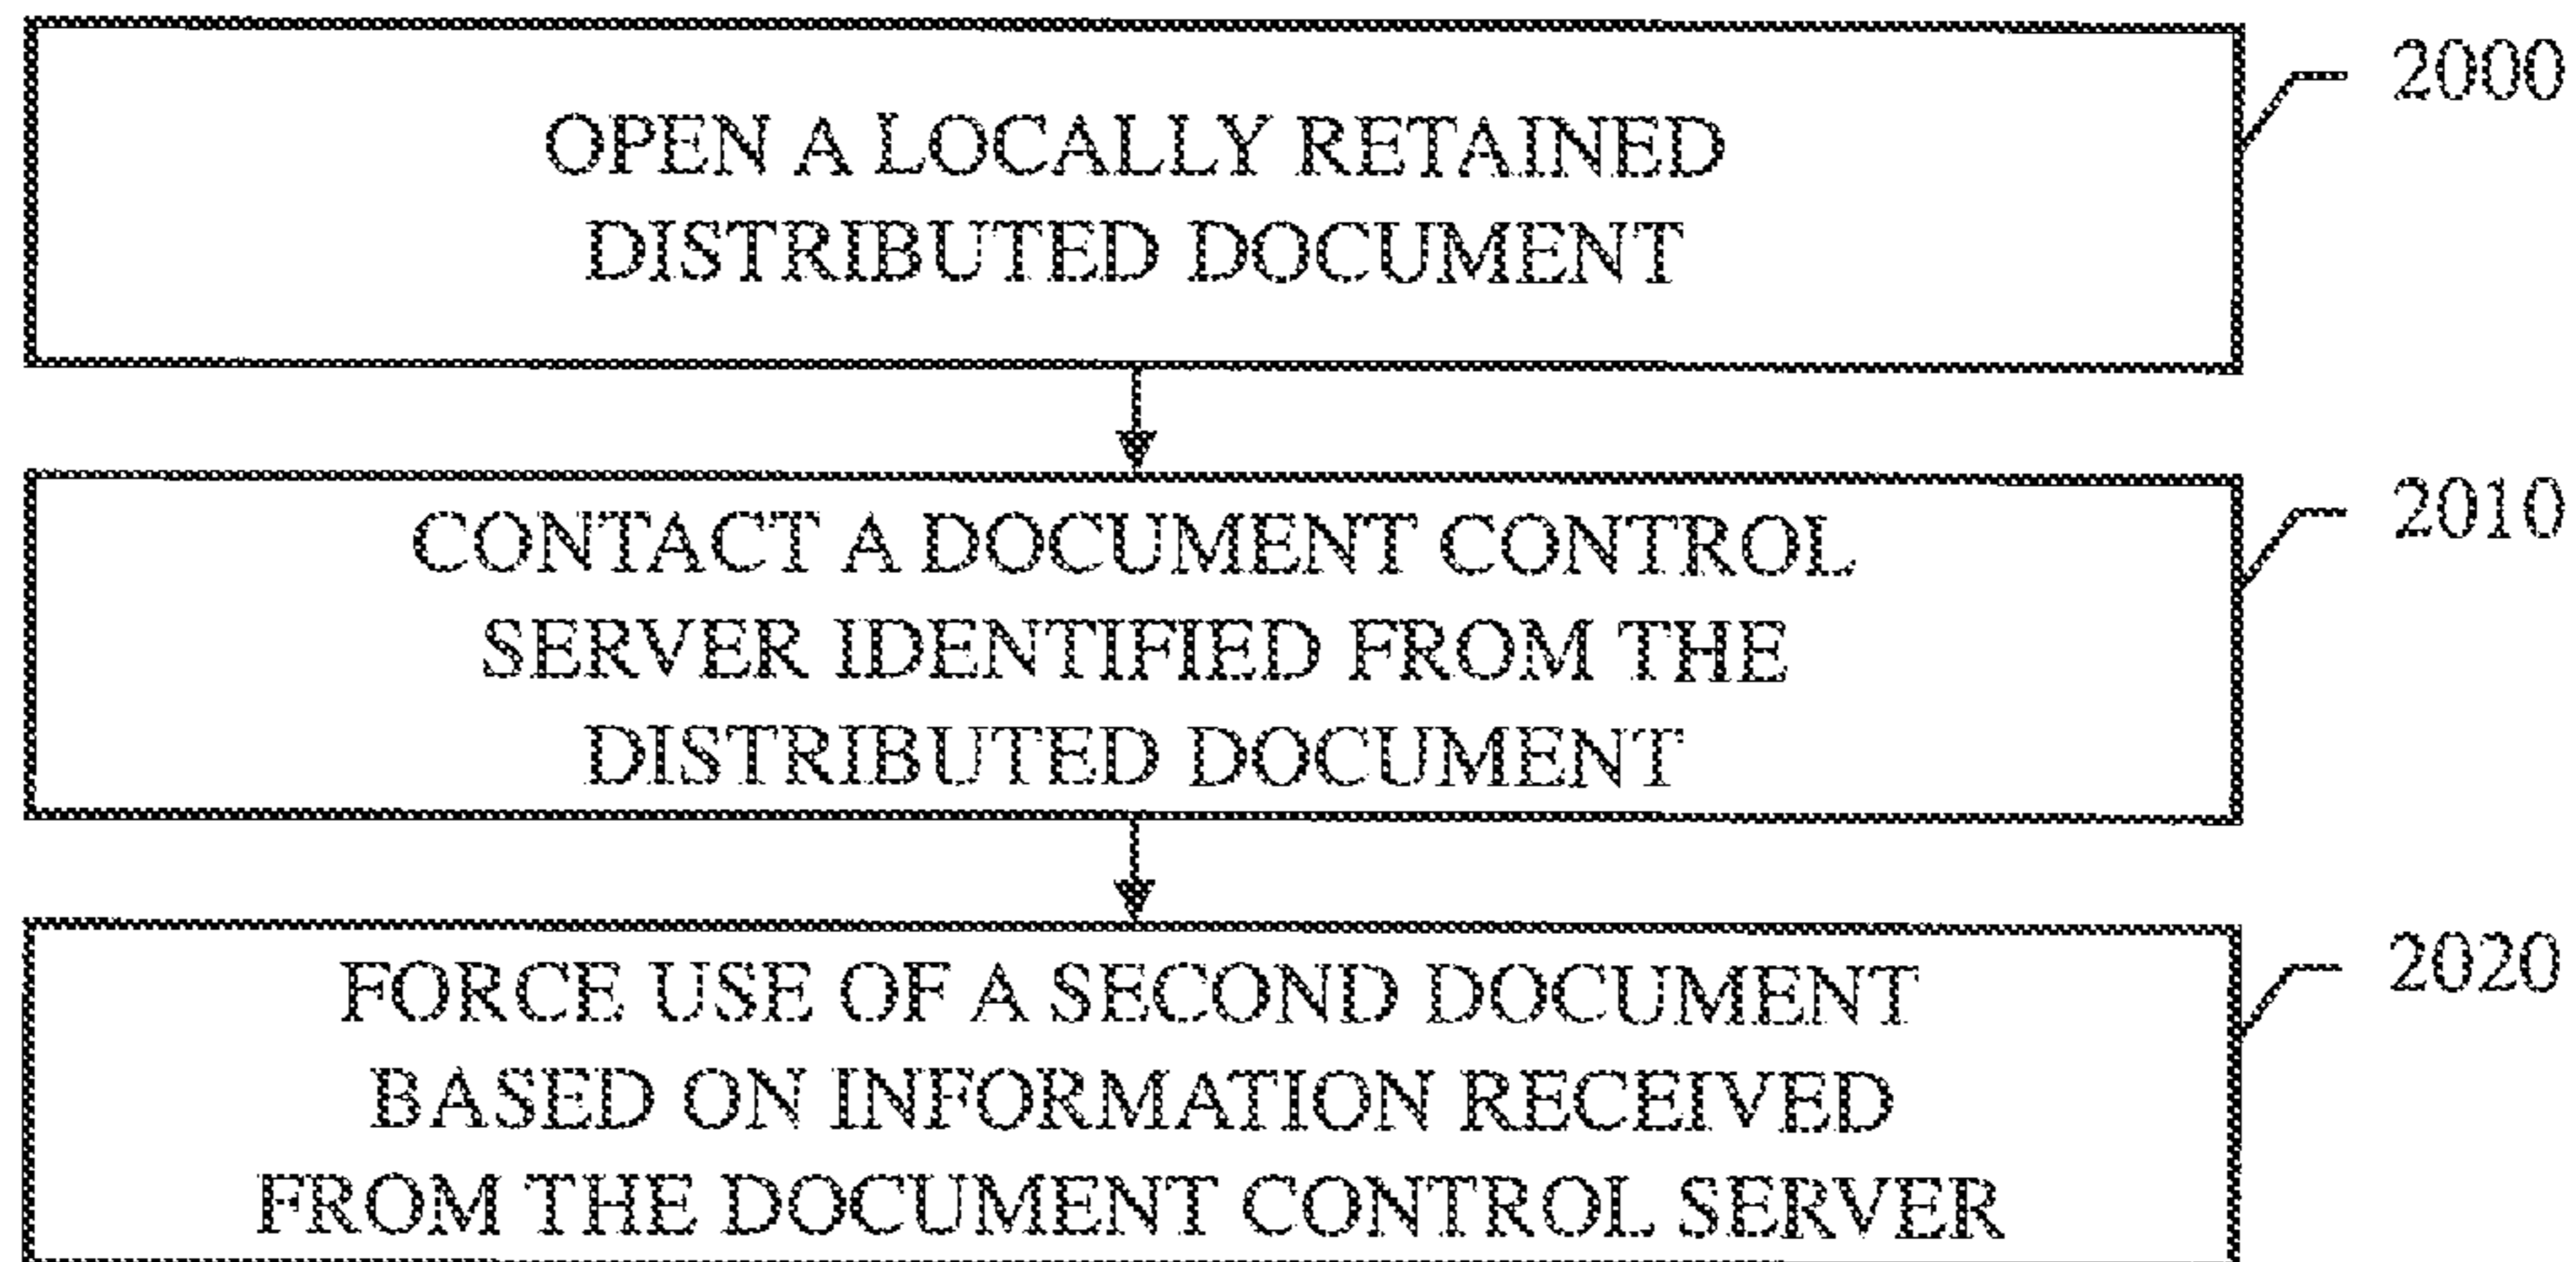 OPEN A LOCALLY RETAINED
DISTRIBUTED DOCUMENT
2000
CONTACT A DOCUMENT CONTROL
SERVER IDENTIFIED FROM THE
DISTRIBUTED DOCUMENT
2010
FORCE USE OF A SECOND DOCUMENT
BASED ON INFORMATION RECEIVED
FROM THE DOCUMENT CONTROL SERVER
2020